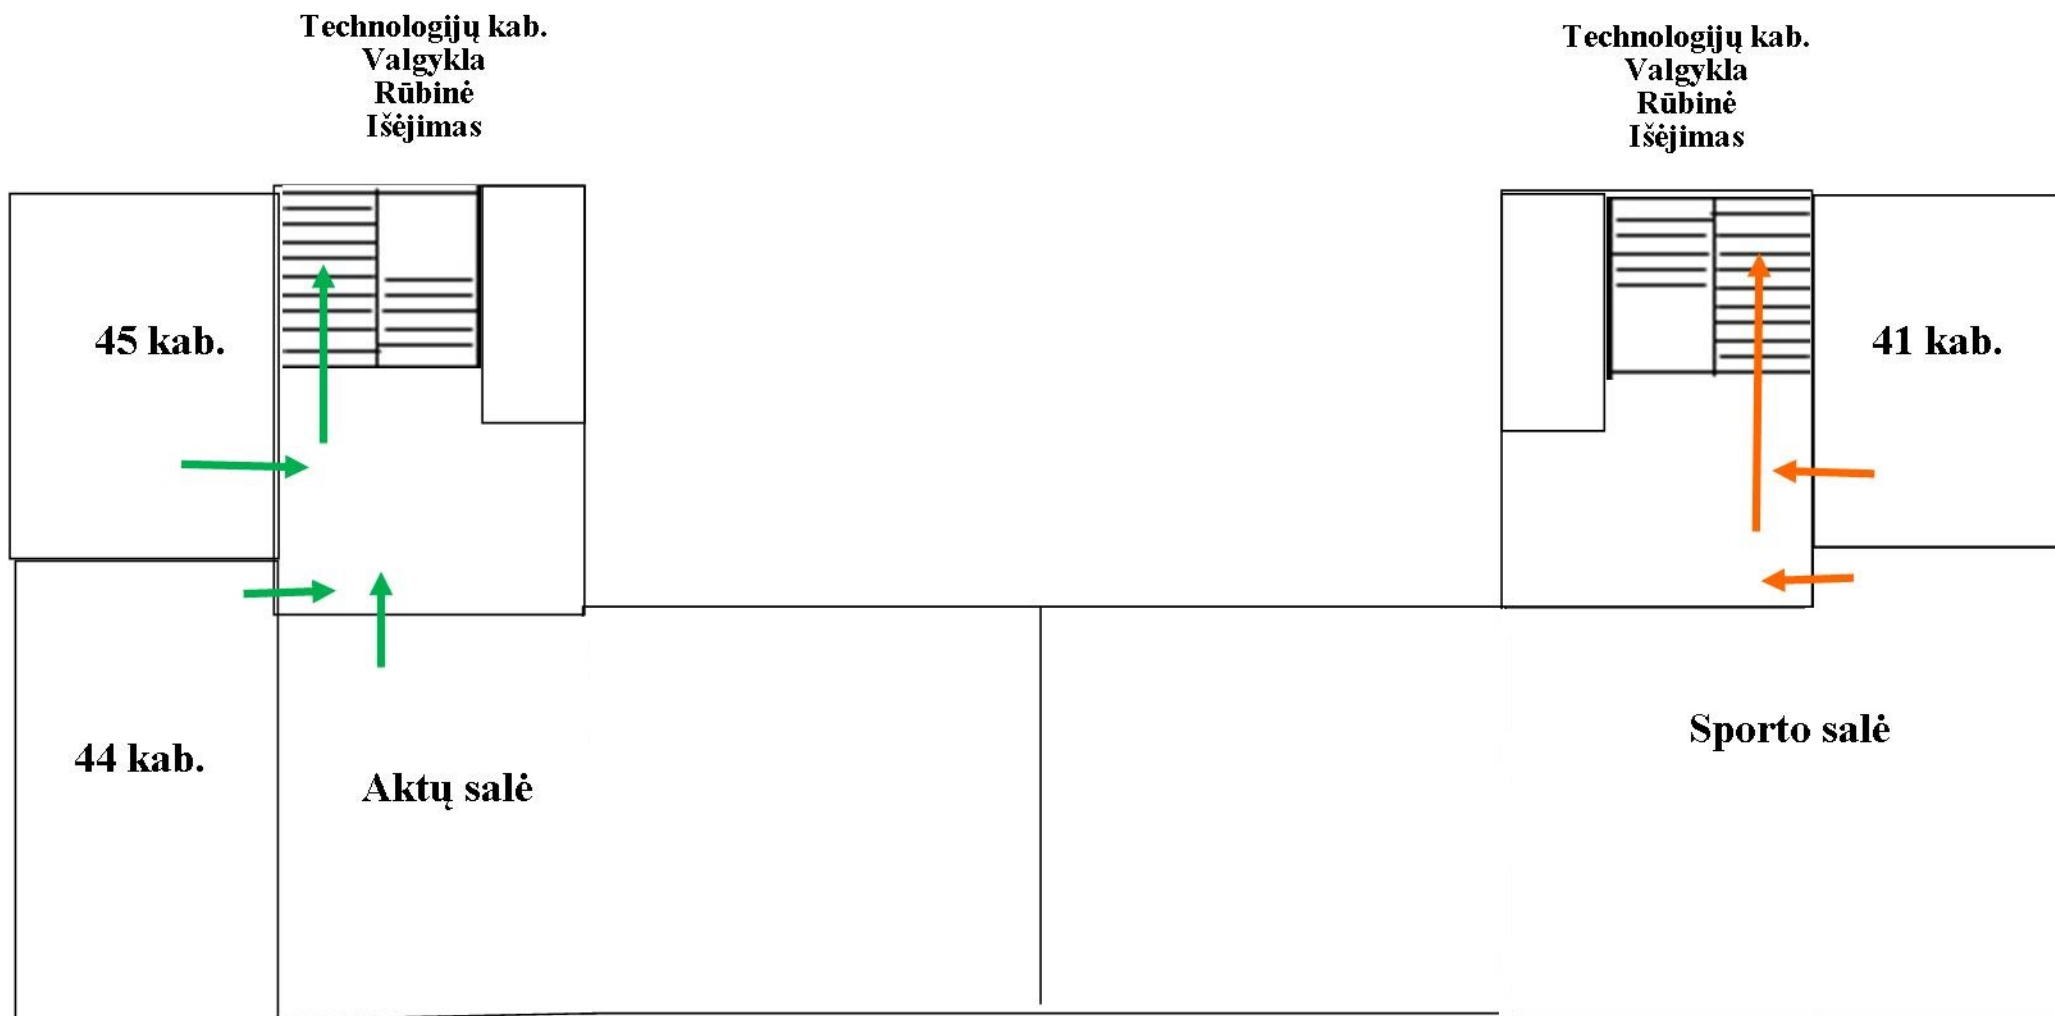 Technologijų kab.
Valgykla
Rūbinė
Išėjimas
Technologijų kab.
Valgykla
Rūbinė
Išėjimas
45 kab.
41 kab.
44 kab.
Aktų salė
Sporto salė